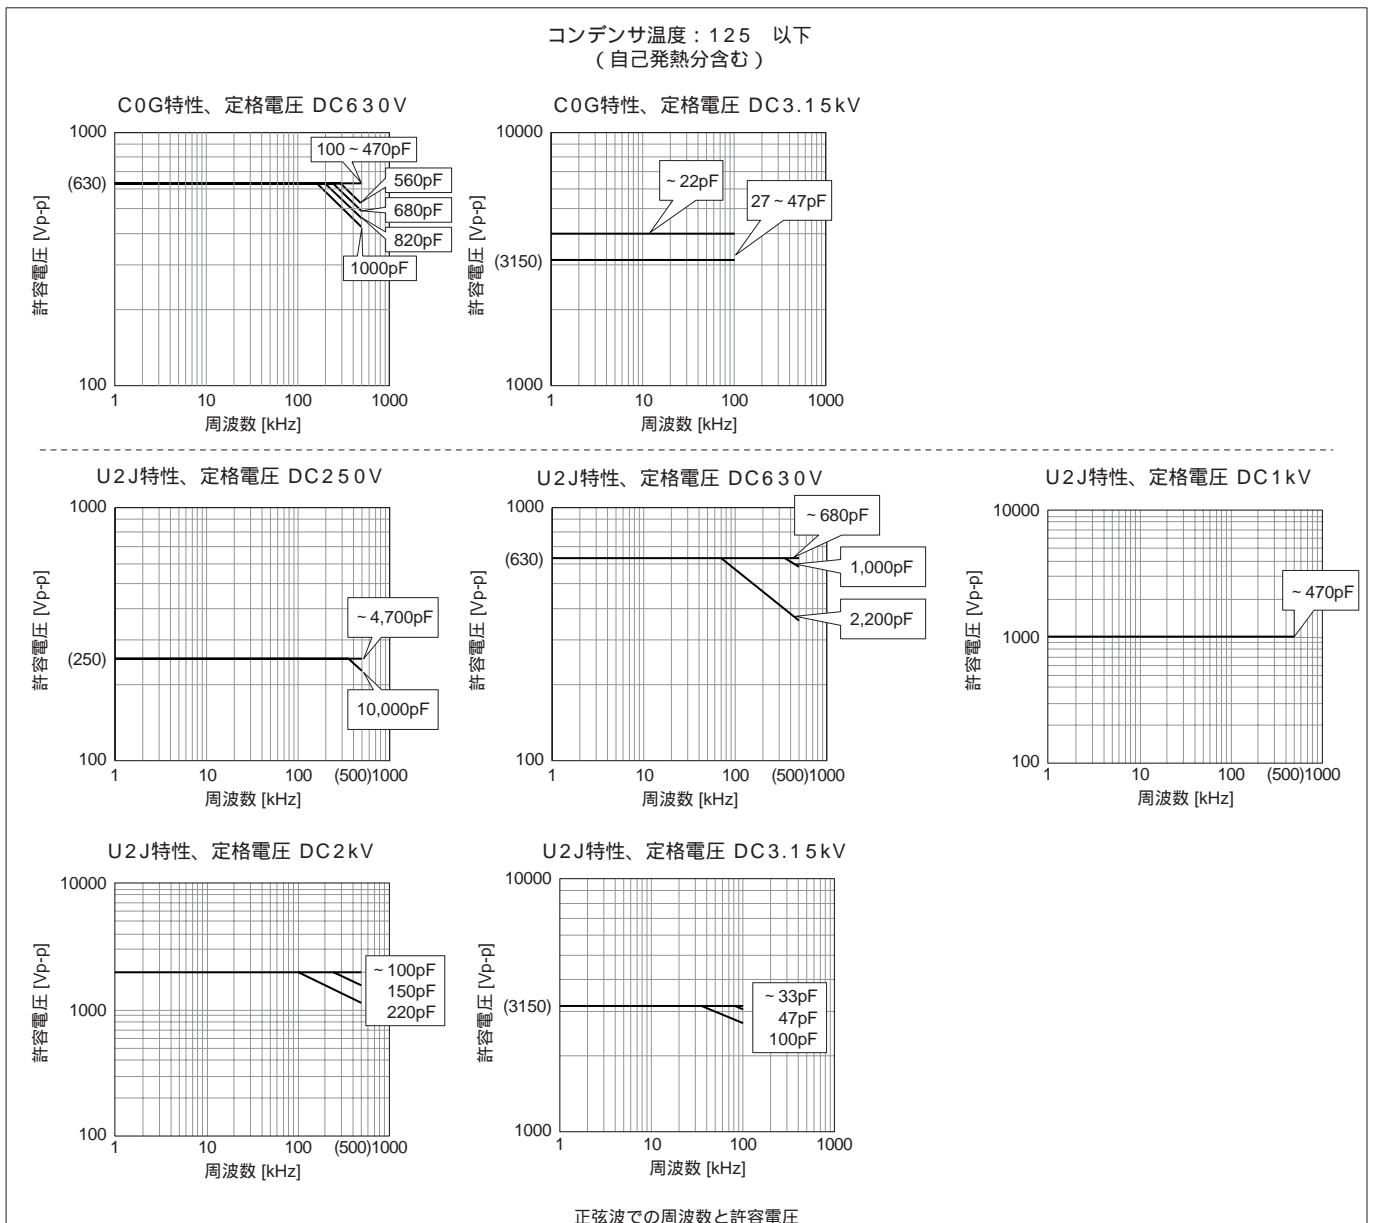 コンデンサ温度：125　以下
（自己発熱分含む）
C0G特性、定格電圧 DC630V
1000
(630)
100
許容電圧 [Vp-p]
100～470pF
560pF
680pF
820pF
1000pF
1 10 100 1000
周波数 [kHz]
C0G特性、定格電圧 DC3.15kV
10000
(3150)
1000
許容電圧 [Vp-p]
～22pF
27～47pF
1 10 100 1000
周波数 [kHz]
U2J特性、定格電圧 DC250V
1000
(250)
100
許容電圧 [Vp-p]
～4,700pF
10,000pF
1 10 100 (500)1000
周波数 [kHz]
U2J特性、定格電圧 DC630V
1000
(630)
100
許容電圧 [Vp-p]
～680pF
1,000pF
2,200pF
1 10 100 (500)1000
周波数 [kHz]
U2J特性、定格電圧 DC1kV
10000
1000
100
許容電圧 [Vp-p]
～470pF
1 10 100 (500)1000
周波数 [kHz]
U2J特性、定格電圧 DC2kV
10000
1000
100
許容電圧 [Vp-p]
～100pF
150pF
220pF
1 10 100 (500)1000
周波数 [kHz]
U2J特性、定格電圧 DC3.15kV
10000
(3150)
1000
許容電圧 [Vp-p]
～33pF
47pF
100pF
1 10 100 1000
周波数 [kHz]
正弦波での周波数と許容電圧